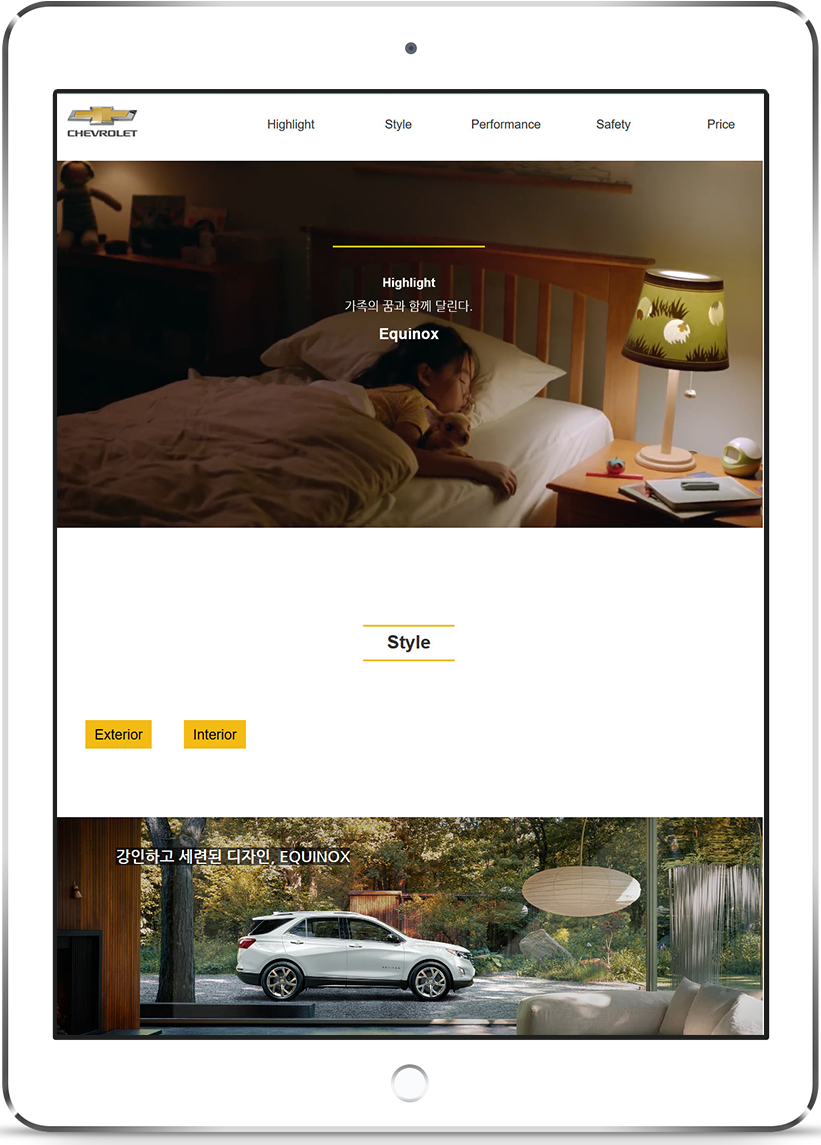 CHEVROLET
Highlight Style Performance Safety Price
Highlight
가족의 꿈과 함께 달린다.
Equinox
Style
Exterior Interior
강인하고 세련된 디자인, EQUINOX